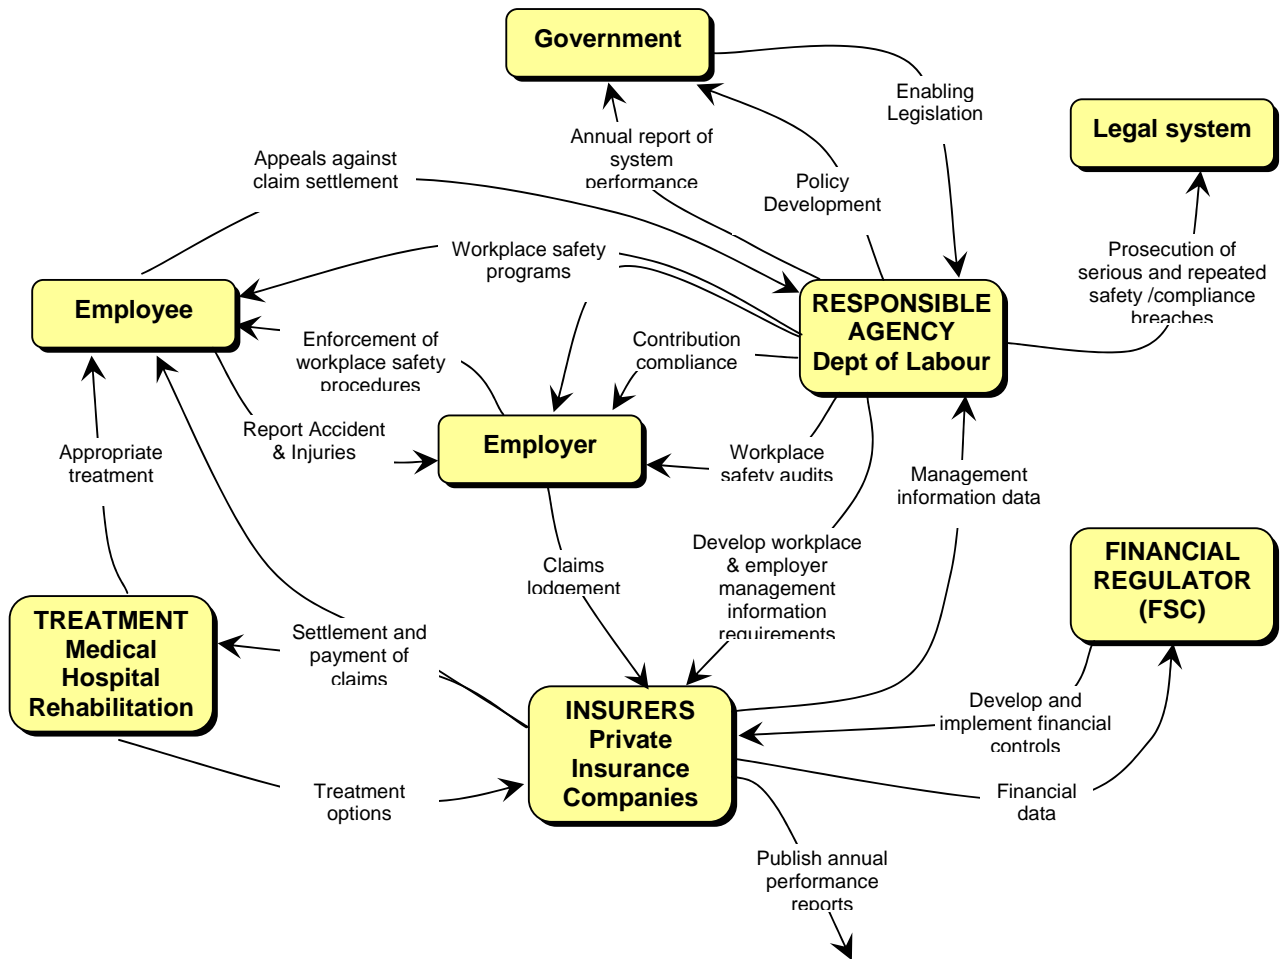 Government
Enabling
Legislation
Legal system
Annual report of
system
performance
Appeals against
claim settlement
Policy
Development
Workplace safety
programs
Prosecution of
serious and repeated
safety /compliance
breaches
Employee
RESPONSIBLE
AGENCY
Dept of Labour
Enforcement of
workplace safety
procedures
Contribution
compliance
Report Accident
& Injuries
Employer
Appropriate
treatment
Workplace
safety audits
Management
information data
Develop workplace
& employer
management
information
requirements
Claims
lodgement
FINANCIAL
REGULATOR
(FSC)
TREATMENT
Medical
Hospital
Rehabilitation
Settlement and
payment of
claims
INSURERS
Private
Insurance
Companies
Develop and
implement financial
controls
Treatment
options
Financial
data
Publish annual
performance
reports